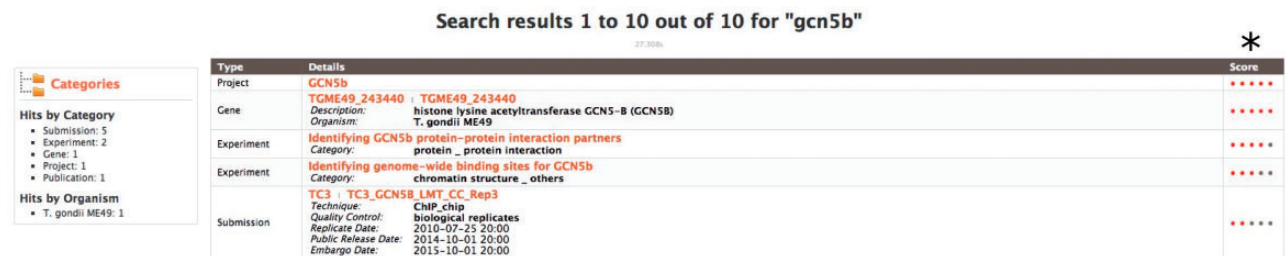 Search results 1 to 10 out of 10 for "gcn5b"
27.308s
*
Categories
Hits by Category
Submission: 5
Experiment: 2
Gene: 1
Project: 1
Publication: 1
Hits by Organism
T. gondii ME49: 1
Type Details Score
Project GCN5b
Gene TGME49_243440 | TGME49_243440
Description: histone lysine acetyltransferase GCN5-B (GCN5B)
Organism: T. gondii ME49
Experiment Identifying GCN5b protein-protein interaction partners
Category: protein _ protein interaction
Experiment Identifying genome-wide binding sites for GCN5b
Category: chromatin structure _ others
Submission TC3 | TC3_GCN5B_LMT_CC_Rep3
Technique: ChIP_chip
Quality Control: biological replicates
Replicate Date: 2010-07-25 20:00
Public Release Date: 2014-10-01 20:00
Embargo Date: 2015-10-01 20:00